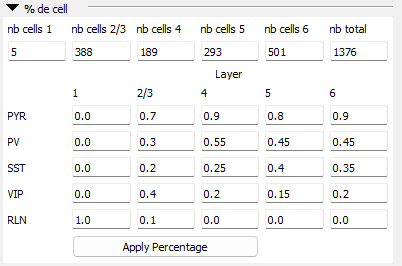 % de cell
nb cells 1 nb cells 2/3 nb cells 4 nb cells 5 nb cells 6 nb total
5 388 189 293 501 1376
Layer
1 2/3 4 5 6
PYR 0.0 0.7 0.9 0.8 0.9
PV 0.0 0.3 0.55 0.45 0.45
SST 0.0 0.2 0.25 0.4 0.35
VIP 0.0 0.4 0.2 0.15 0.2
RLN 1.0 0.1 0.0 0.0 0.0
Apply Percentage